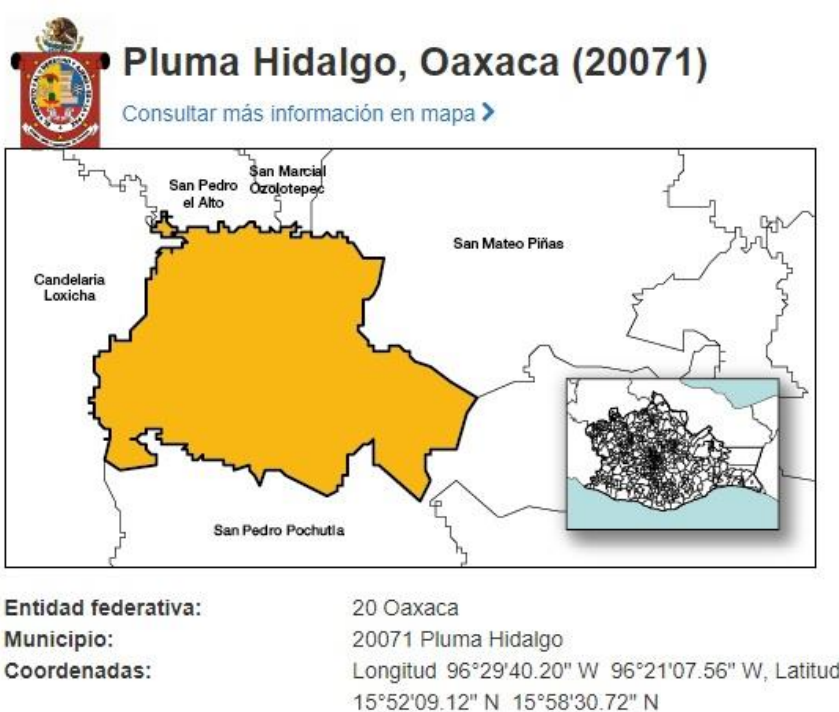 Pluma Hidalgo, Oaxaca (20071)
Consultar más información en mapa
San Marcial
Ozolotepec
San Pedro
el Alto
San Mateo Piñas
Candelaria
Loxicha
San Pedro Pochutla
Entidad federativa: 20 Oaxaca
Municipio: 20071 Pluma Hidalgo
Coordenadas: Longitud 96°29'40.20" W 96°21'07.56" W, Latitud
15°52'09.12" N 15°58'30.72" N